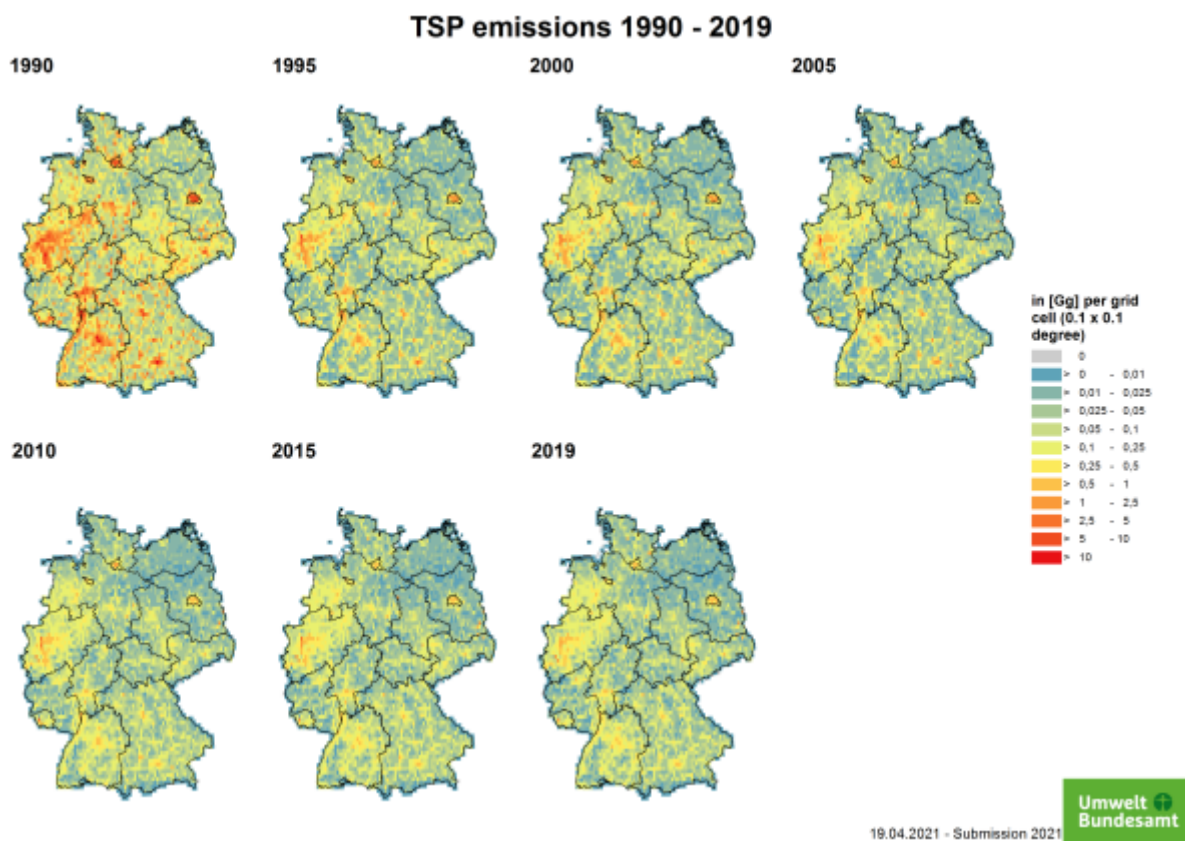 TSP emissions 1990 - 2019
1990
1995
2000
2005
in [Gg] per grid
cell (0.1 x 0.1
degree)
0
> 0 - 0,01
> 0,01 - 0,025
> 0,025 - 0,05
> 0,05 - 0,1
> 0,1 - 0,25
> 0,25 - 0,5
> 0,5 - 1
> 1 - 2,5
> 2,5 - 5
> 5 - 10
> 10
2010
2015
2019
Umwelt
Bundesamt
19.04.2021 - Submission 2021